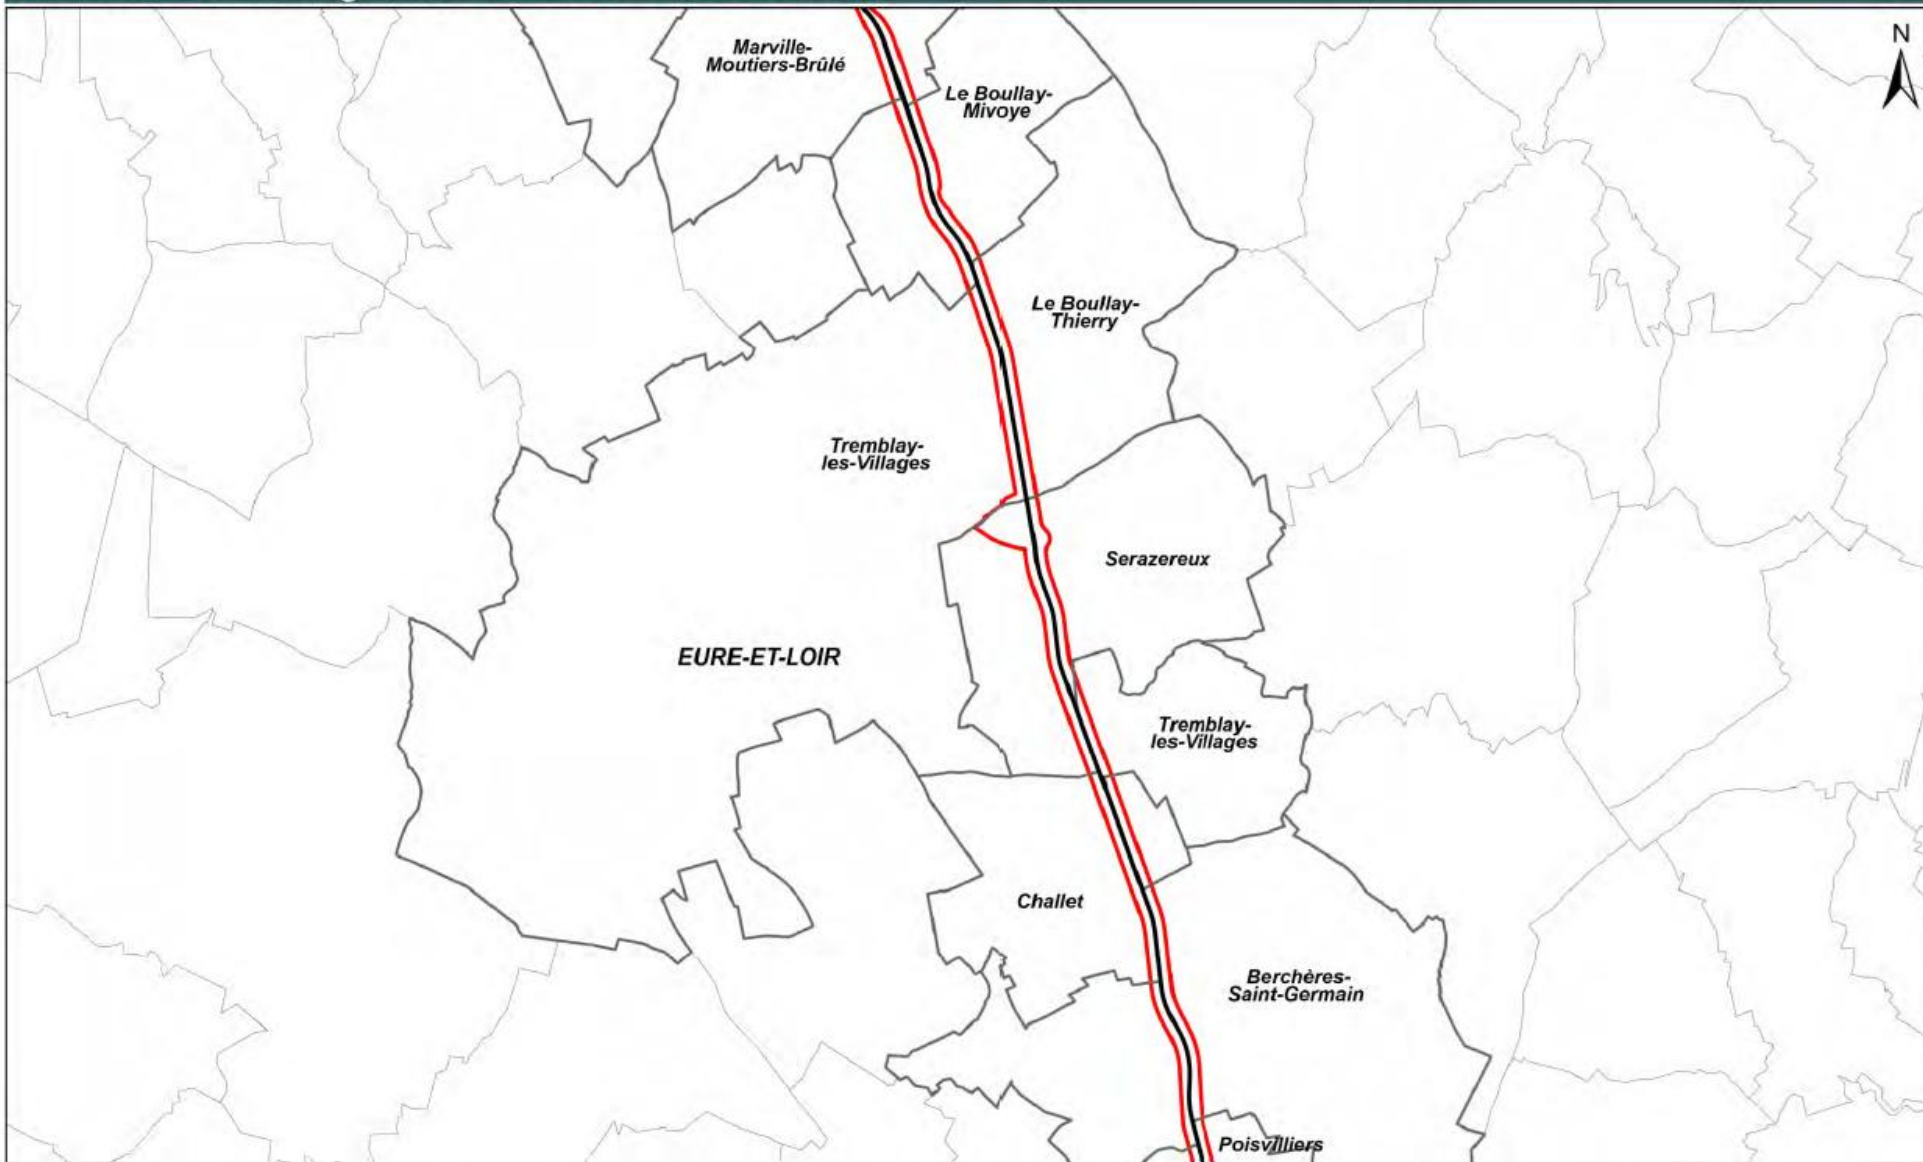 N
Marville-
Moutiers-Brûlé
Le Boullay-
Mivoye
Le Boullay-
Thierry
Tremblay-
les-Villages
Serazereux
EURE-ET-LOIR
Tremblay-
les-Villages
Challet
Berchères-
Saint-Germain
Poisvilliers